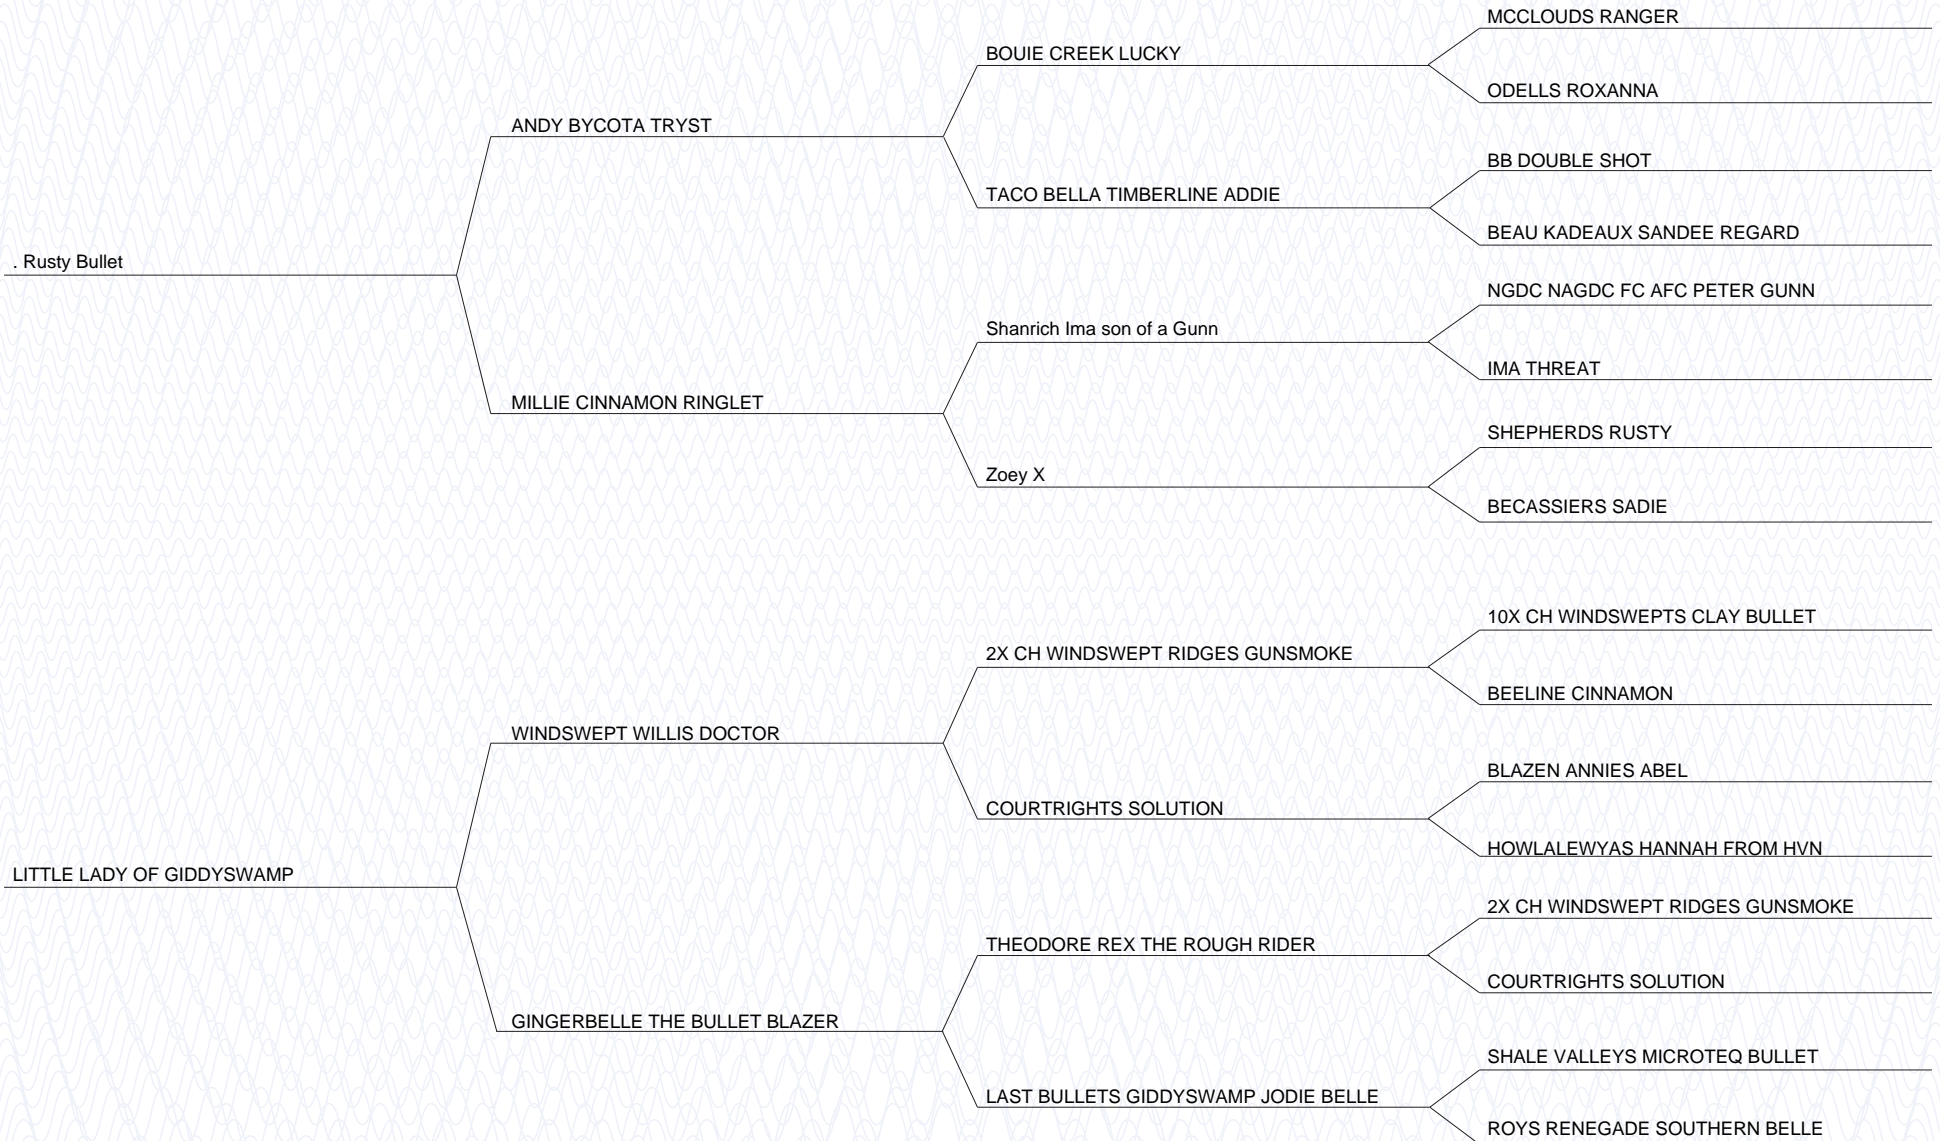 MCCLOUDS RANGER
BOUIE CREEK LUCKY
ODELLS ROXANNA
ANDY BYCOTA TRYST
BB DOUBLE SHOT
TACO BELLA TIMBERLINE ADDIE
BEAU KADEAUX SANDEE REGARD
. Rusty Bullet
NGDC NAGDC FC AFC PETER GUNN
Shanrich Ima son of a Gunn
IMA THREAT
MILLIE CINNAMON RINGLET
SHEPHERDS RUSTY
Zoey X
BECASSIERS SADIE
10X CH WINDSWEPTS CLAY BULLET
2X CH WINDSWEPT RIDGES GUNSMOKE
BEELINE CINNAMON
WINDSWEPT WILLIS DOCTOR
BLAZEN ANNIES ABEL
COURTRIGHTS SOLUTION
HOWLALEWYAS HANNAH FROM HVN
LITTLE LADY OF GIDDYSWAMP
2X CH WINDSWEPT RIDGES GUNSMOKE
THEODORE REX THE ROUGH RIDER
COURTRIGHTS SOLUTION
GINGERBELLE THE BULLET BLAZER
SHALE VALLEYS MICROTEQ BULLET
LAST BULLETS GIDDYSWAMP JODIE BELLE
ROYS RENEGADE SOUTHERN BELLE